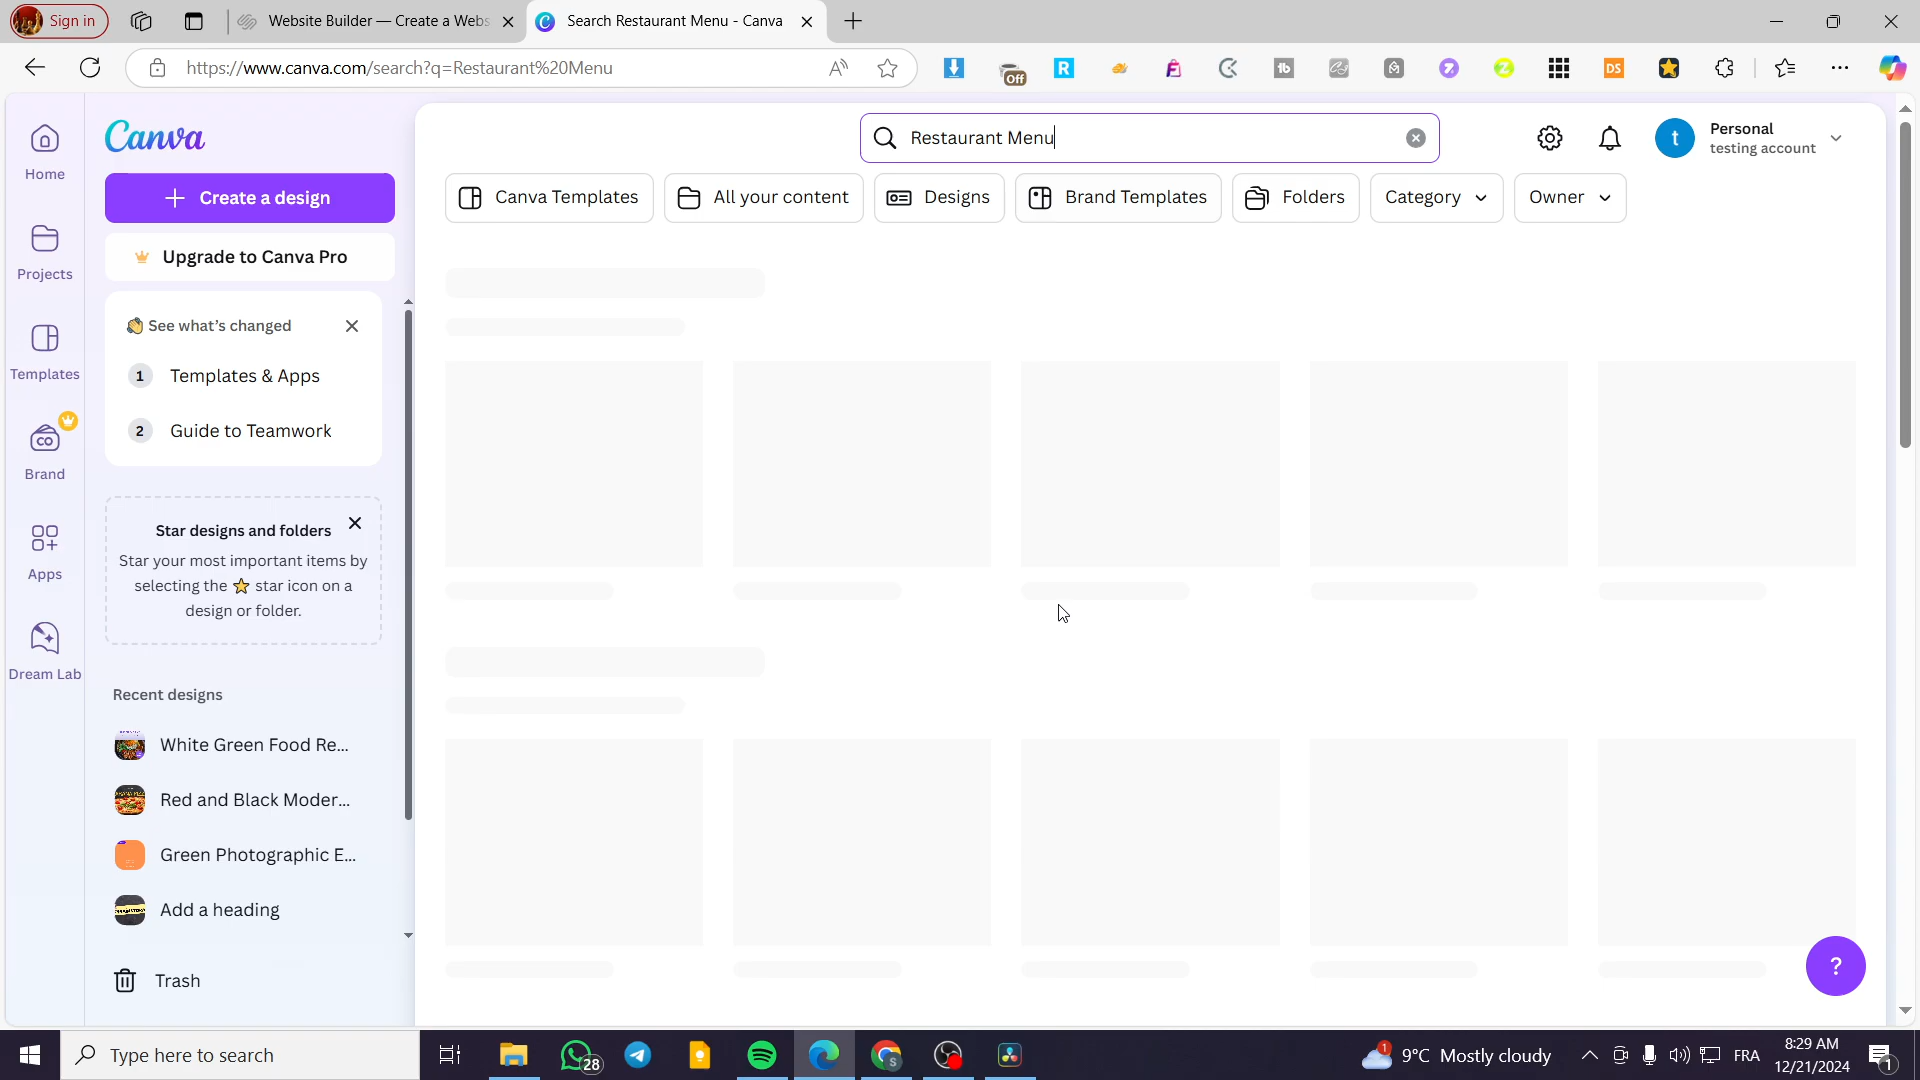 Sign in
Website Builder — Create a Webs
Search Restaurant Menu - Canva
https://www.canva.com/search?q=Restaurant%20Menu
Off
Home
Projects
Templates
Brand
Apps
Dream Lab
Canva
Create a design
Upgrade to Canva Pro
See what's changed
1 Templates & Apps
2 Guide to Teamwork
Star designs and folders
Star your most important items by
selecting the star icon on a
design or folder.
Recent designs
White Green Food Re...
Red and Black Moder...
Green Photographic E...
Add a heading
Trash
Restaurant Menu
t
Personal
testing account
Canva Templates
All your content
Designs
Brand Templates
Folders
Category
Owner
?
Type here to search
28
1
9°C Mostly cloudy
FRA
8:29 AM
12/21/2024
1